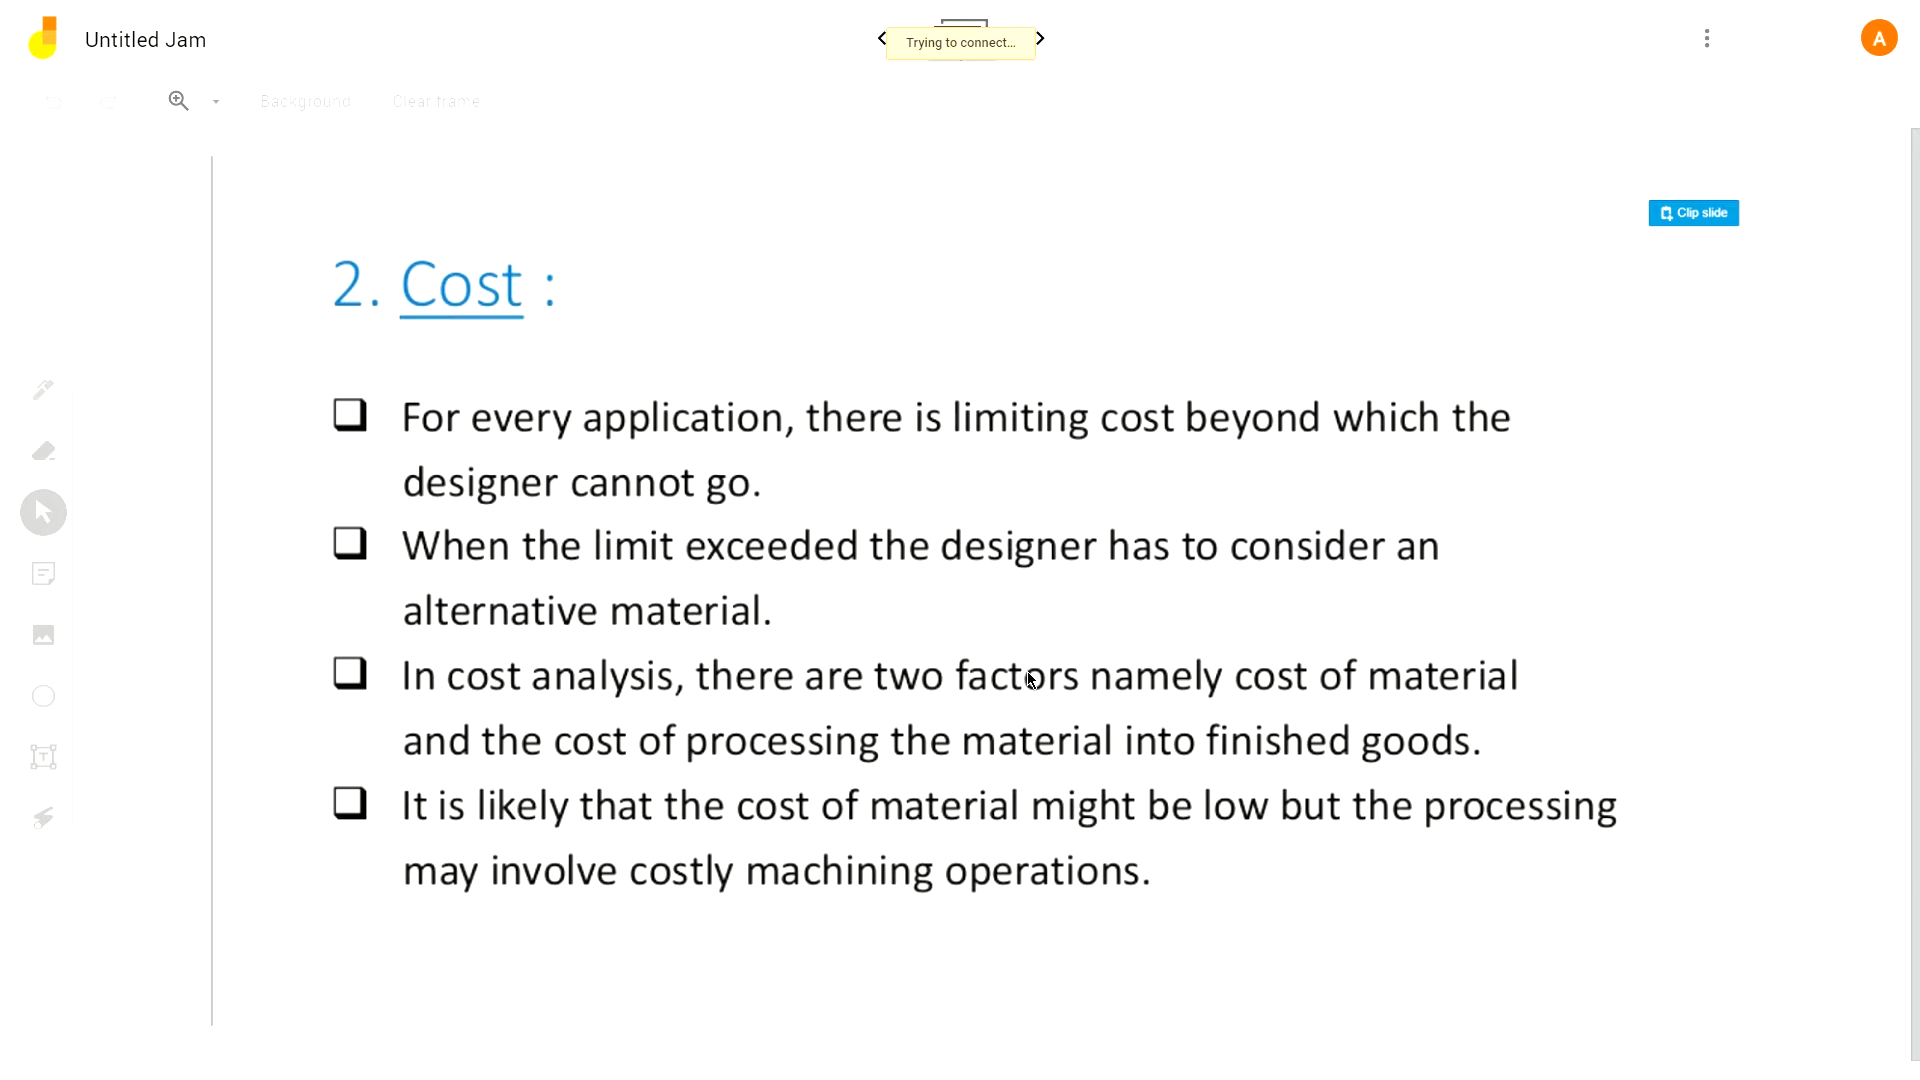 Untitled Jam
Trying to connect...
A
Background
Clear frame
Clip slide
2. Cost :
For every application, there is limiting cost beyond which the
designer cannot go.
When the limit exceeded the designer has to consider an
alternative material.
In cost analysis, there are two factors namely cost of material
and the cost of processing the material into finished goods.
It is likely that the cost of material might be low but the processing
may involve costly machining operations.